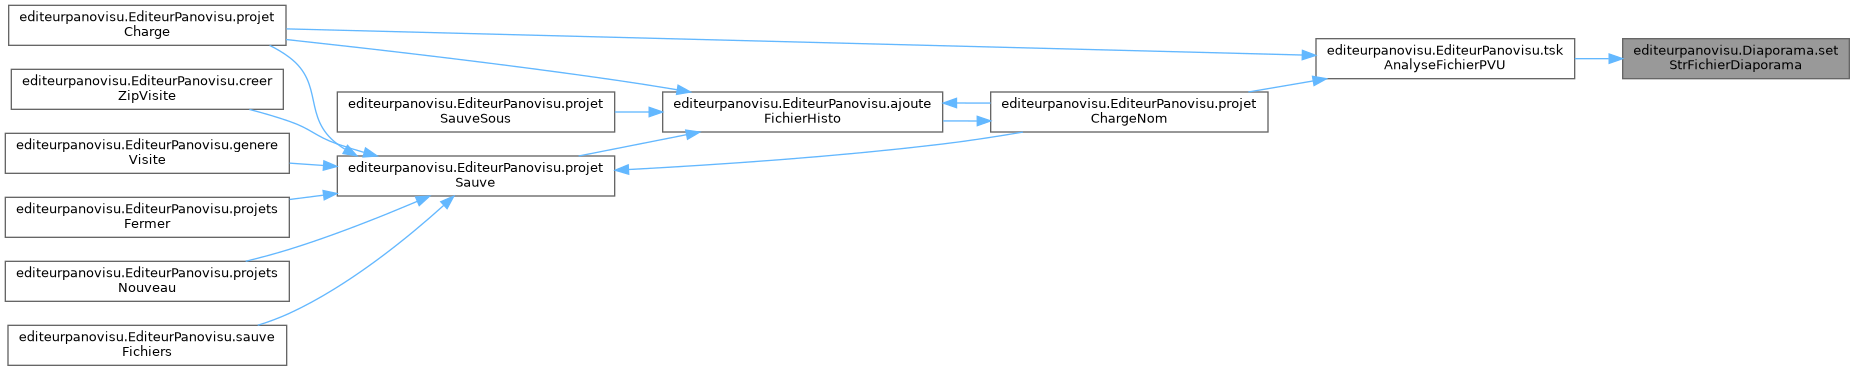 editeurpanovisu.EditeurPanovisu.projet
Charge
editeurpanovisu.EditeurPanovisu.creer
ZipVisite
editeurpanovisu.EditeurPanovisu.genere
Visite
editeurpanovisu.EditeurPanovisu.projets
Fermer
editeurpanovisu.EditeurPanovisu.projets
Nouveau
editeurpanovisu.EditeurPanovisu.sauve
Fichiers
editeurpanovisu.EditeurPanovisu.projet
SauveSous
editeurpanovisu.EditeurPanovisu.projet
Sauve
editeurpanovisu.EditeurPanovisu.ajoute
FichierHisto
editeurpanovisu.EditeurPanovisu.projet
ChargeNom
editeurpanovisu.EditeurPanovisu.tsk
AnalyseFichierPVU
editeurpanovisu.Diaporama.set
StrFichierDiaporama